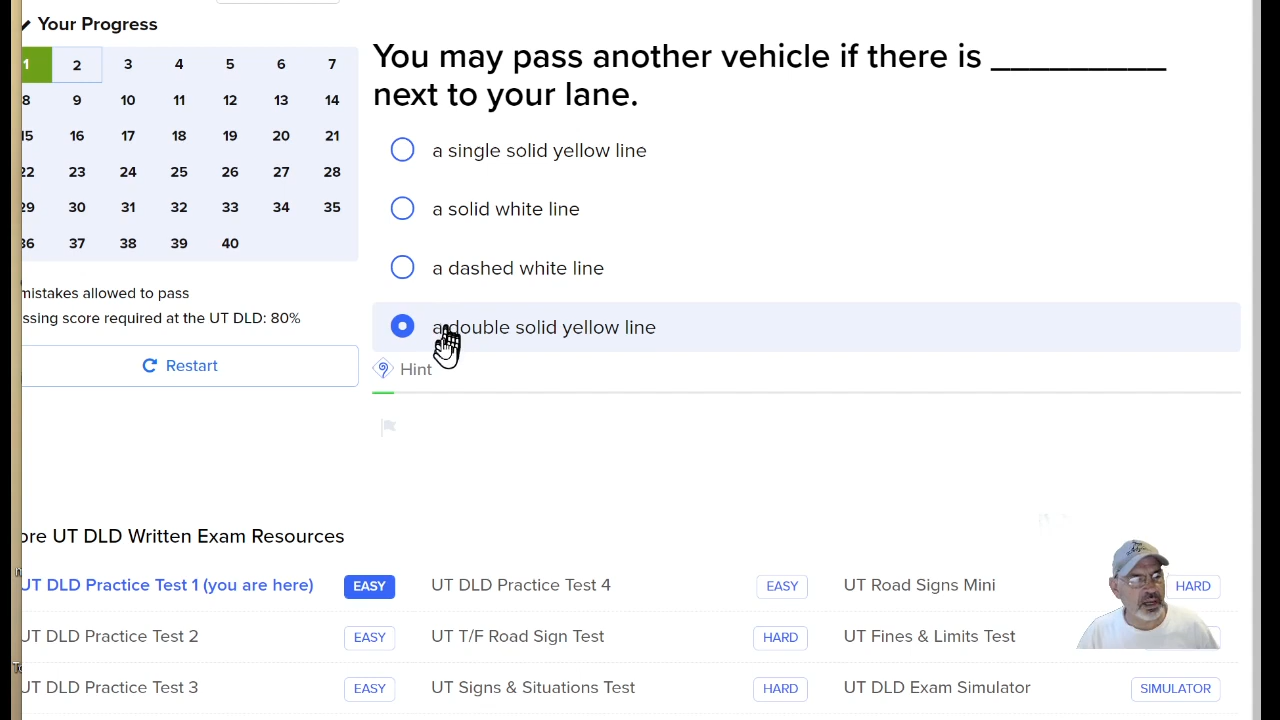 Your Progress
1 2 3 4 5 6 7
8 9 10 11 12 13 14
15 16 17 18 19 20 21
22 23 24 25 26 27 28
29 30 31 32 33 34 35
36 37 38 39 40
mistakes allowed to pass
ssing score required at the UT DLD: 80%
Restart
You may pass another vehicle if there is _________
next to your lane.
a single solid yellow line
a solid white line
a dashed white line
a double solid yellow line
Hint
ore UT DLD Written Exam Resources
UT DLD Practice Test 1 (you are here) EASY UT DLD Practice Test 4 EASY UT Road Signs Mini HARD
UT DLD Practice Test 2 EASY UT T/F Road Sign Test HARD UT Fines & Limits Test
UT DLD Practice Test 3 EASY UT Signs & Situations Test HARD UT DLD Exam Simulator SIMULATOR